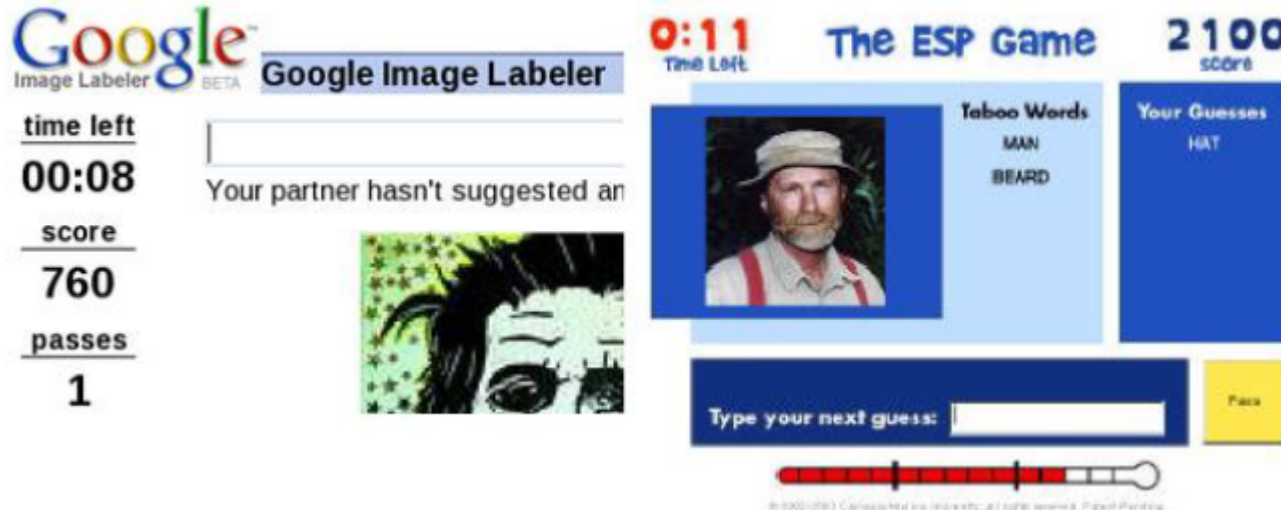 Google
Image Labeler BETA
Google Image Labeler
time left
00:08
Your partner hasn't suggested an
score
760
passes
1
0:11
Time Left
The ESP Game
2100
score
Taboo Words
MAN
BEARD
Your Guesses
HAT
Type your next guess:
Pass